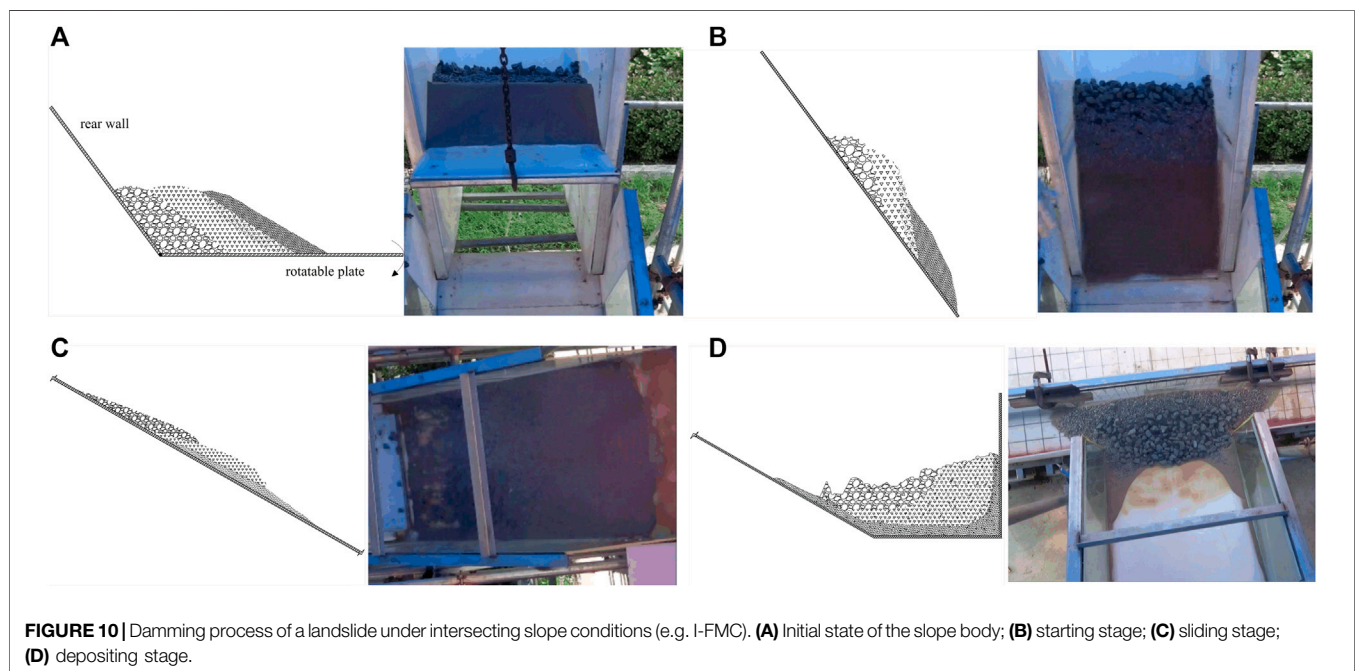 A
B
rear wall
rotatable plate
C
D
FIGURE 10 | Damming process of a landslide under intersecting slope conditions (e.g. I-FMC). (A) Initial state of the slope body; (B) starting stage; (C) sliding stage;
(D) depositing stage.